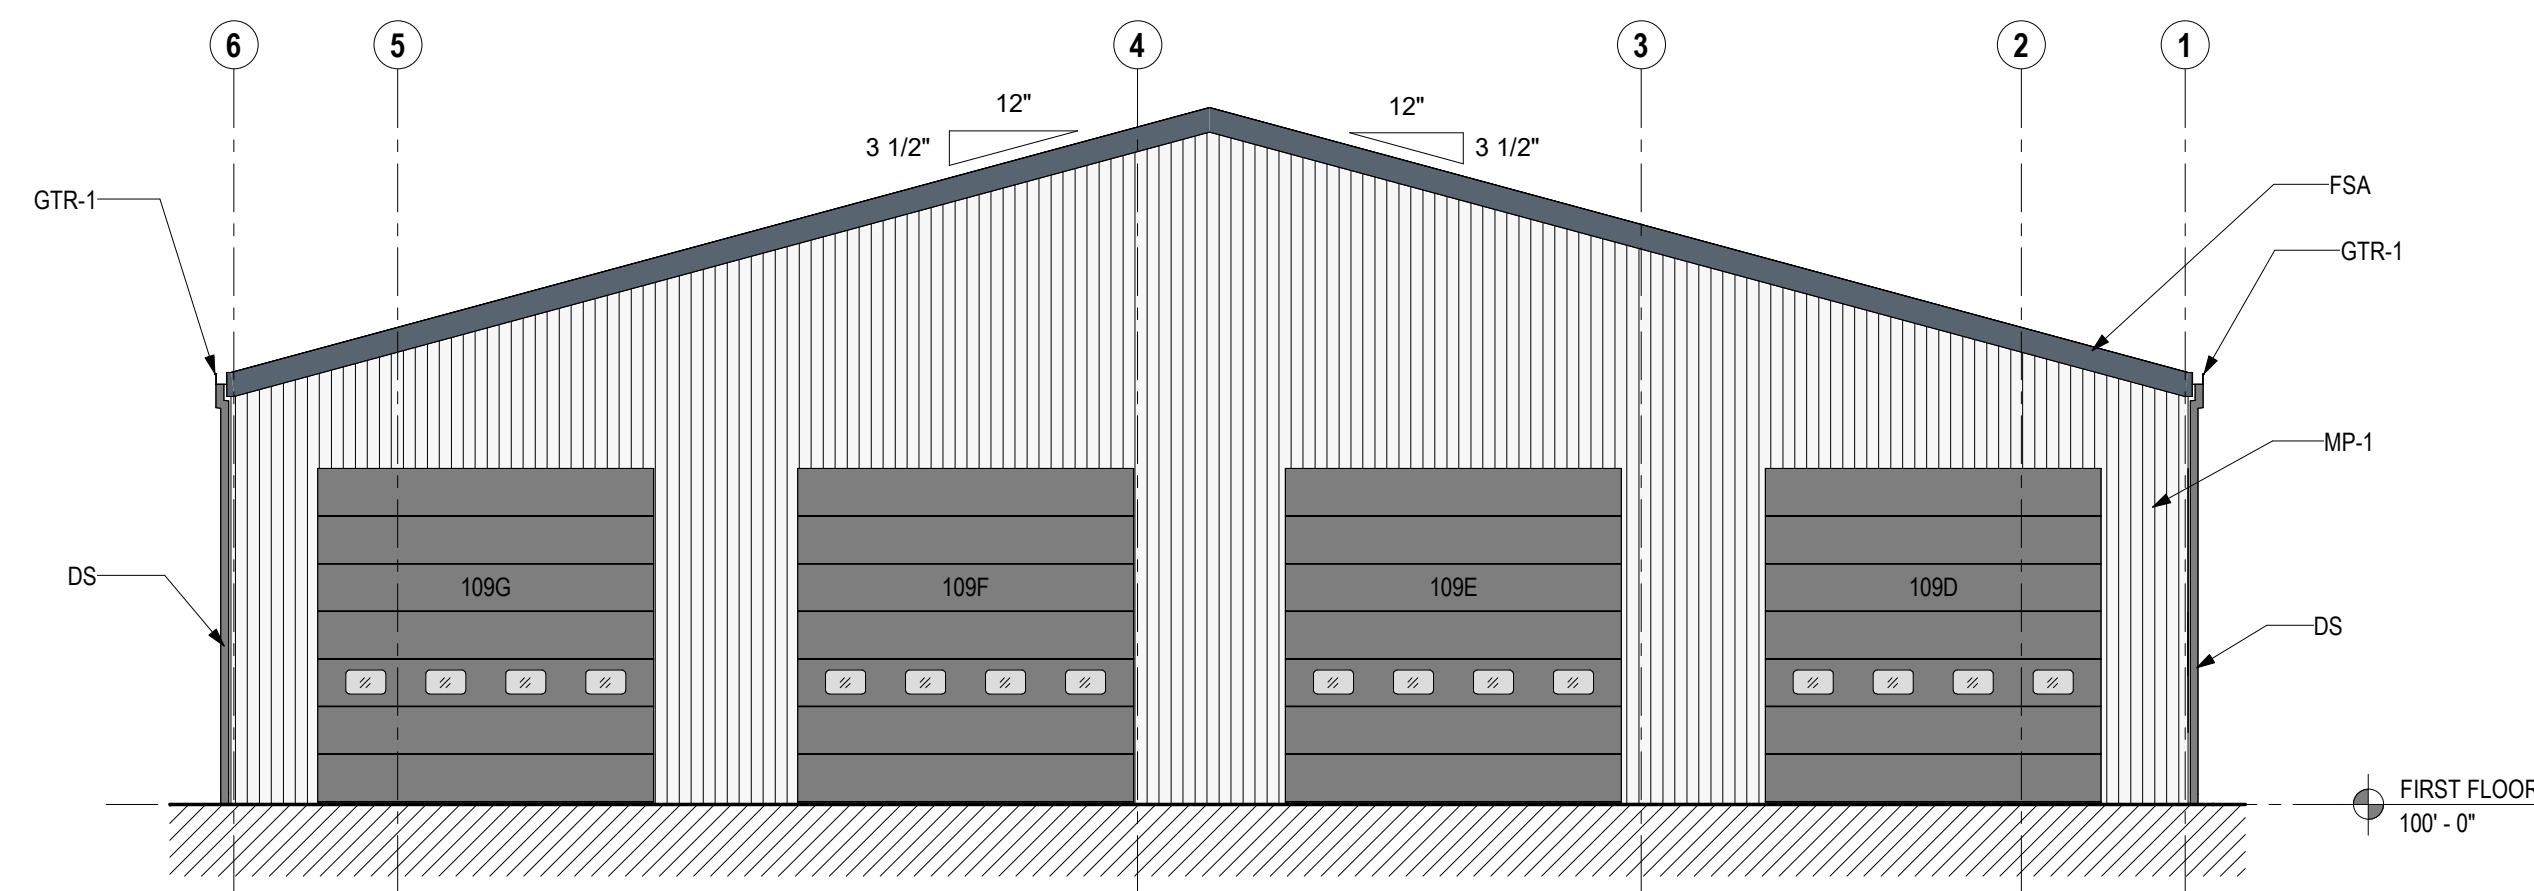 6
5
4
3
2
1
12"
12"
3 1/2"
3 1/2"
GTR-1
FSA
GTR-1
MP-1
DS
109G
109F
109E
109D
DS
FIRST FLOOR
100' - 0"